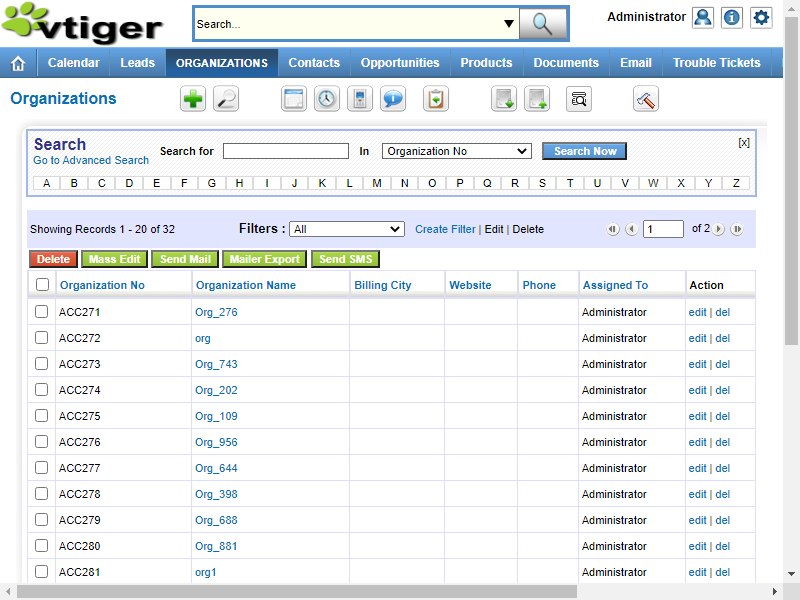 vtiger
Search...
Administrator
Calendar Leads ORGANIZATIONS Contacts Opportunities Products Documents Email Trouble Tickets
Organizations
Search
Go to Advanced Search
Search for In Organization No Search Now [x]
A B C D E F G H I J K L M N O P Q R S T U V W X Y Z
Showing Records 1 - 20 of 32 Filters : All Create Filter | Edit | Delete 1 of 2
Delete Mass Edit Send Mail Mailer Export Send SMS
Organization No Organization Name Billing City Website Phone Assigned To Action
ACC271 Org_276 Administrator edit | del
ACC272 org Administrator edit | del
ACC273 Org_743 Administrator edit | del
ACC274 Org_202 Administrator edit | del
ACC275 Org_109 Administrator edit | del
ACC276 Org_956 Administrator edit | del
ACC277 Org_644 Administrator edit | del
ACC278 Org_398 Administrator edit | del
ACC279 Org_688 Administrator edit | del
ACC280 Org_881 Administrator edit | del
ACC281 org1 Administrator edit | del